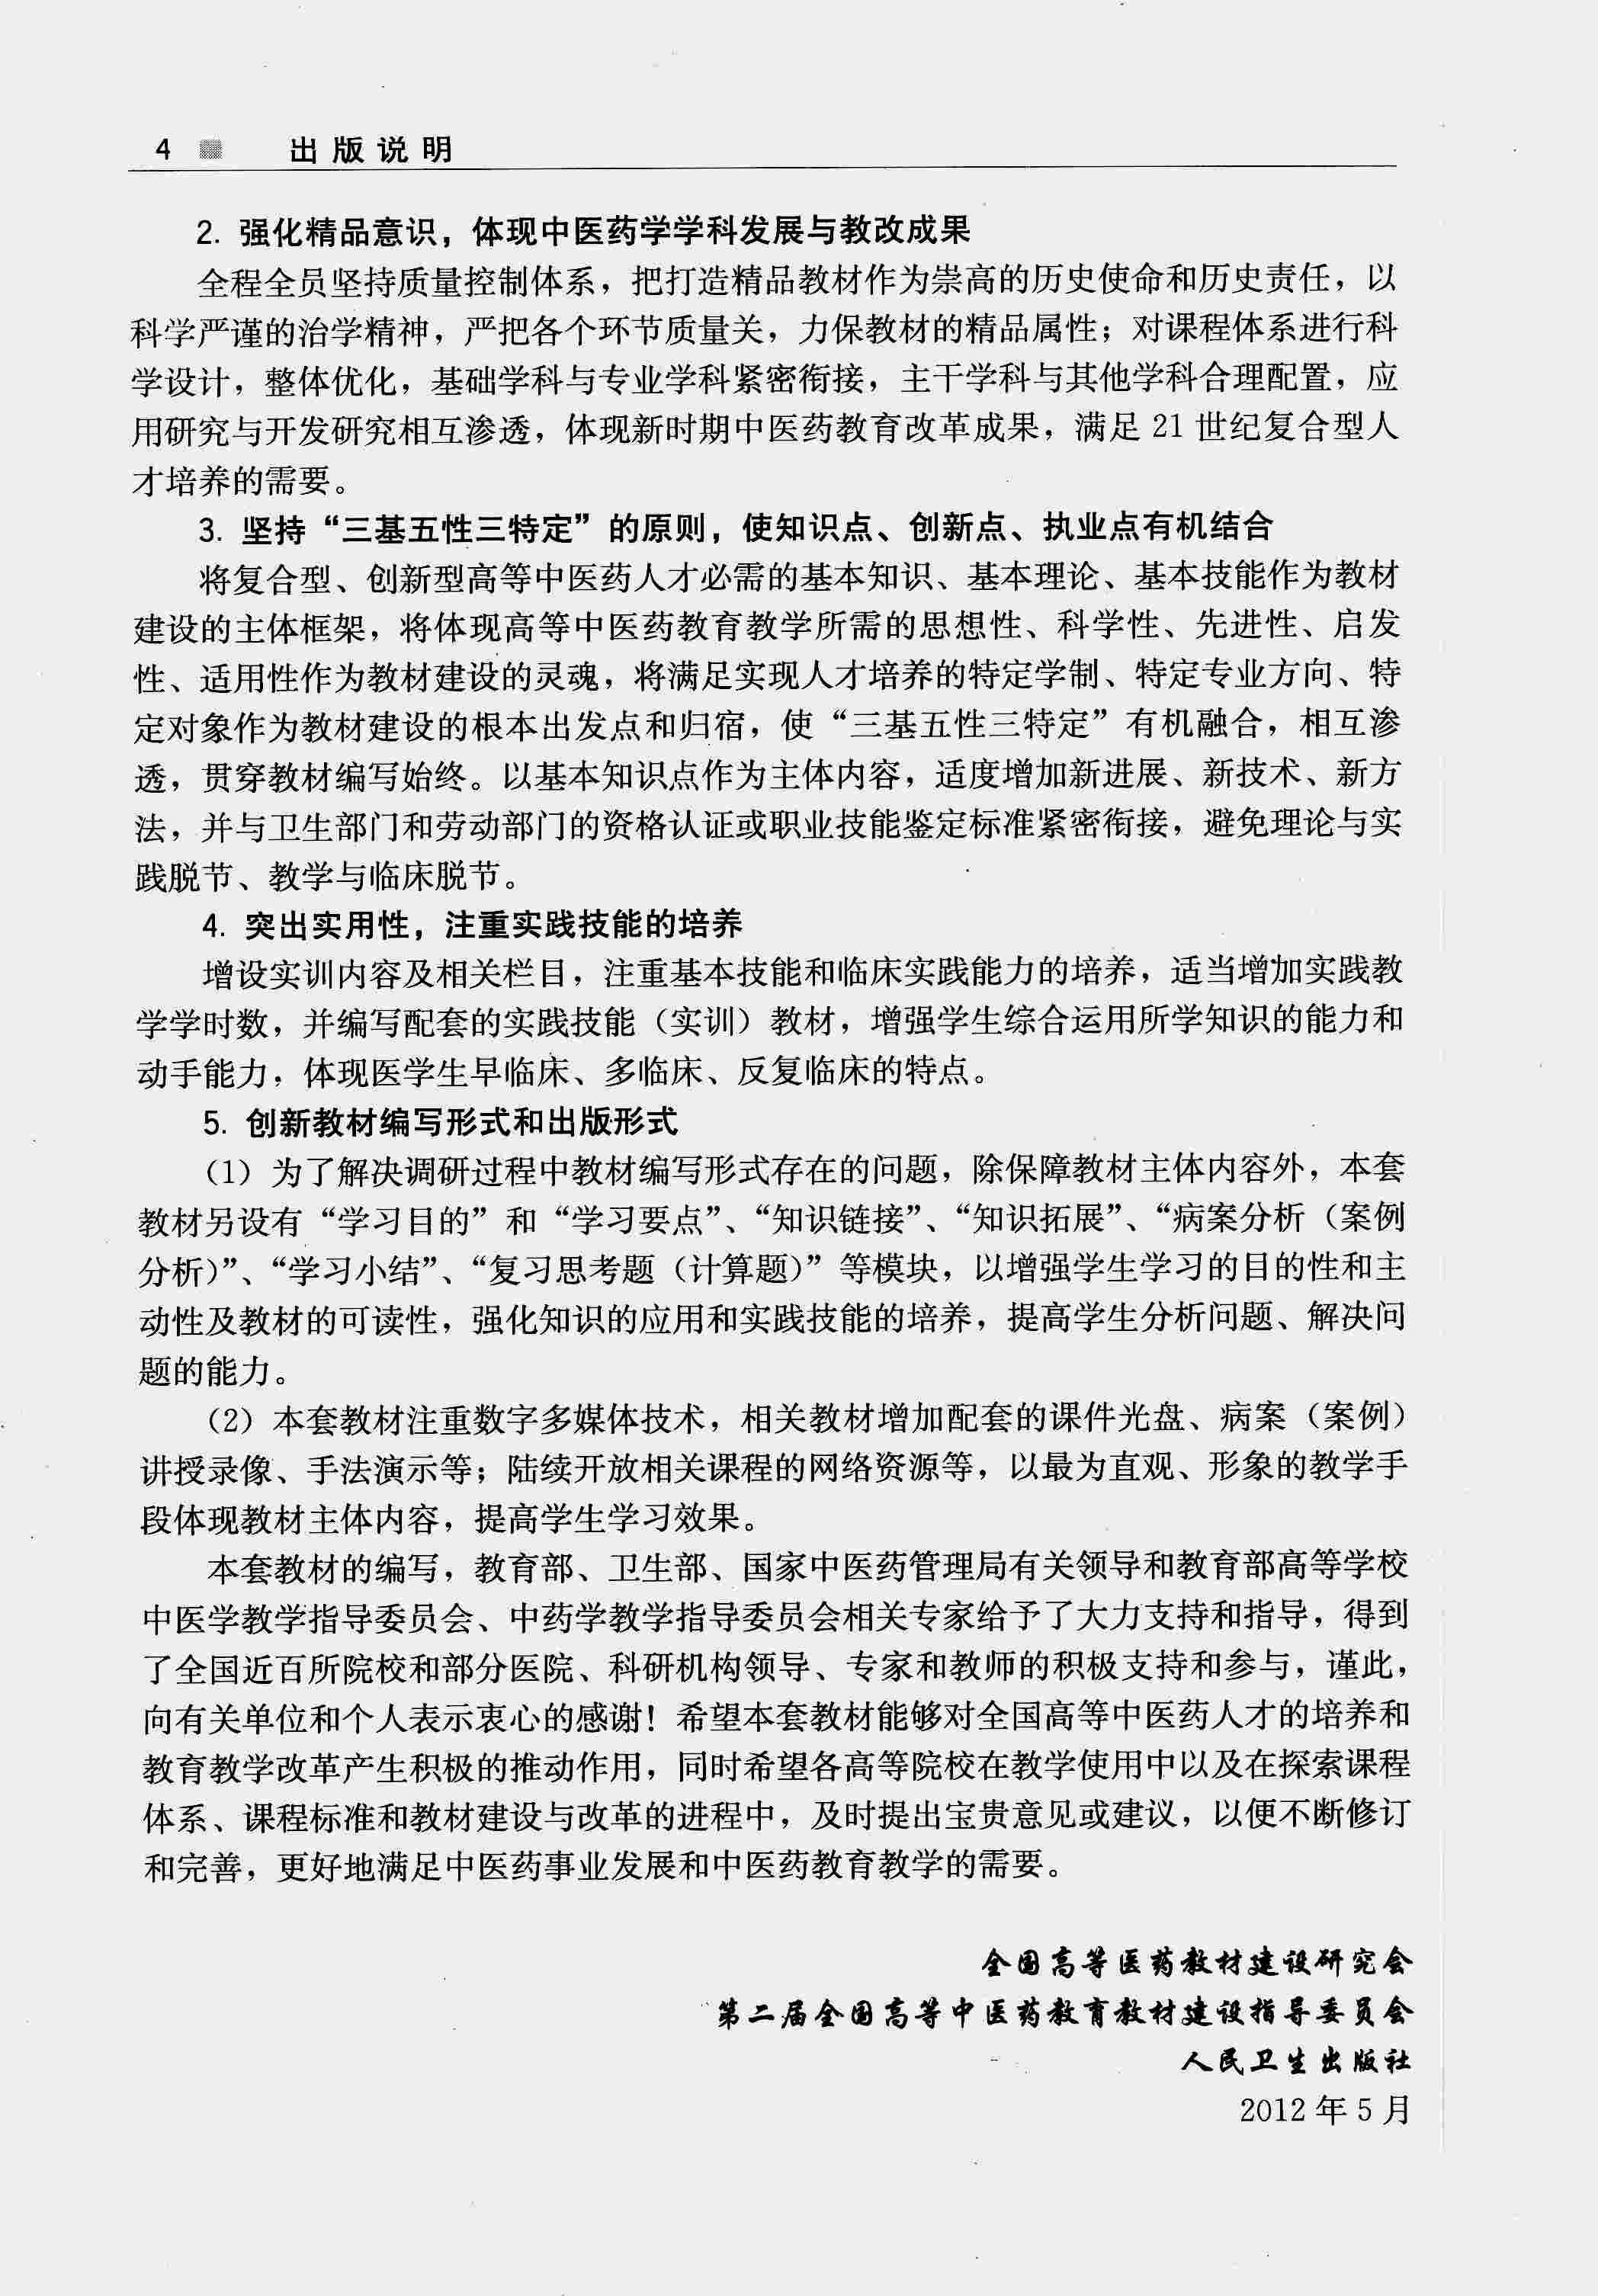 4 出版说明
2. 强化精品意识，体现中医药学学科发展与教改成果
全程全员坚持质量控制体系，把打造精品教材作为崇高的历史使命和历史责任，以
科学严谨的治学精神，严把各个环节质量关，力保教材的精品属性；对课程体系进行科
学设计，整体优化，基础学科与专业学科紧密衔接，主干学科与其他学科合理配置，应
用研究与开发研究相互渗透，体现新时期中医药教育改革成果，满足 21 世纪复合型人
才培养的需要。
3. 坚持“三基五性三特定”的原则，使知识点、创新点、执业点有机结合
将复合型、创新型高等中医药人才必需的基本知识、基本理论、基本技能作为教材
建设的主体框架，将体现高等中医药教育教学所需的思想性、科学性、先进性、启发
性、适用性作为教材建设的灵魂，将满足实现人才培养的特定学制、特定专业方向、特
定对象作为教材建设的根本出发点和归宿，使“三基五性三特定”有机融合，相互渗
透，贯穿教材编写始终。以基本知识点作为主体内容，适度增加新进展、新技术、新方
法，并与卫生部门和劳动部门的资格认证或职业技能鉴定标准紧密衔接，避免理论与实
践脱节、教学与临床脱节。
4. 突出实用性，注重实践技能的培养
增设实训内容及相关栏目，注重基本技能和临床实践能力的培养，适当增加实践教
学学时数，并编写配套的实践技能（实训）教材，增强学生综合运用所学知识的能力和
动手能力，体现医学生早临床、多临床、反复临床的特点。
5. 创新教材编写形式和出版形式
（1）为了解决调研过程中教材编写形式存在的问题，除保障教材主体内容外，本套
教材另设有“学习目的”和“学习要点”、“知识链接”、“知识拓展”、“病案分析（案例
分析）”、“学习小结”、“复习思考题（计算题）”等模块，以增强学生学习的目的性和主
动性及教材的可读性，强化知识的应用和实践技能的培养，提高学生分析问题、解决问
题的能力。
（2）本套教材注重数字多媒体技术，相关教材增加配套的课件光盘、病案（案例）
讲授录像、手法演示等；陆续开放相关课程的网络资源等，以最为直观、形象的教学手
段体现教材主体内容，提高学生学习效果。
本套教材的编写，教育部、卫生部、国家中医药管理局有关领导和教育部高等学校
中医学教学指导委员会、中药学教学指导委员会相关专家给予了大力支持和指导，得到
了全国近百所院校和部分医院、科研机构领导、专家和教师的积极支持和参与，谨此，
向有关单位和个人表示衷心的感谢！希望本套教材能够对全国高等中医药人才的培养和
教育教学改革产生积极的推动作用，同时希望各高等院校在教学使用中以及在探索课程
体系、课程标准和教材建设与改革的进程中，及时提出宝贵意见或建议，以便不断修订
和完善，更好地满足中医药事业发展和中医药教育教学的需要。
全国高等医药教材建设研究会
第二届全国高等中医药教育教材建设指导委员会
人民卫生出版社
2012 年 5 月